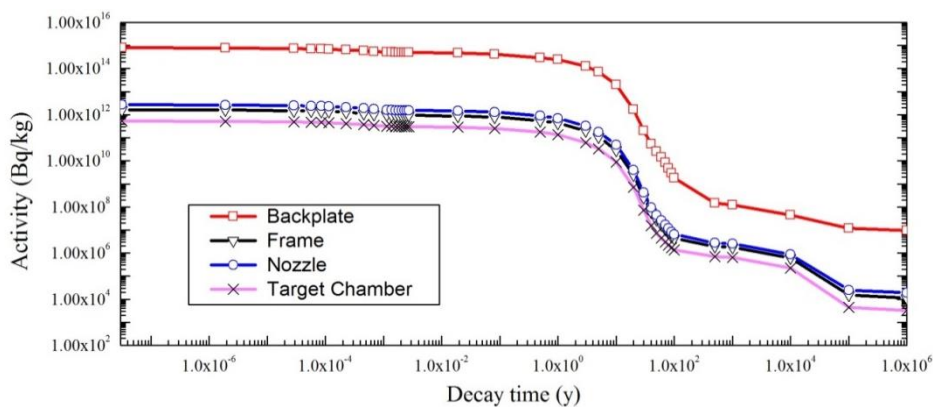 1.00x10^16
1.00x10^14
1.00x10^12
1.00x10^10
1.00x10^8
1.00x10^6
1.00x10^4
1.00x10^2
Activity (Bq/kg)
Backplate
Frame
Nozzle
Target Chamber
1.0x10^-6 1.0x10^-4 1.0x10^-2 1.0x10^0 1.0x10^2 1.0x10^4 1.0x10^6
Decay time (y)